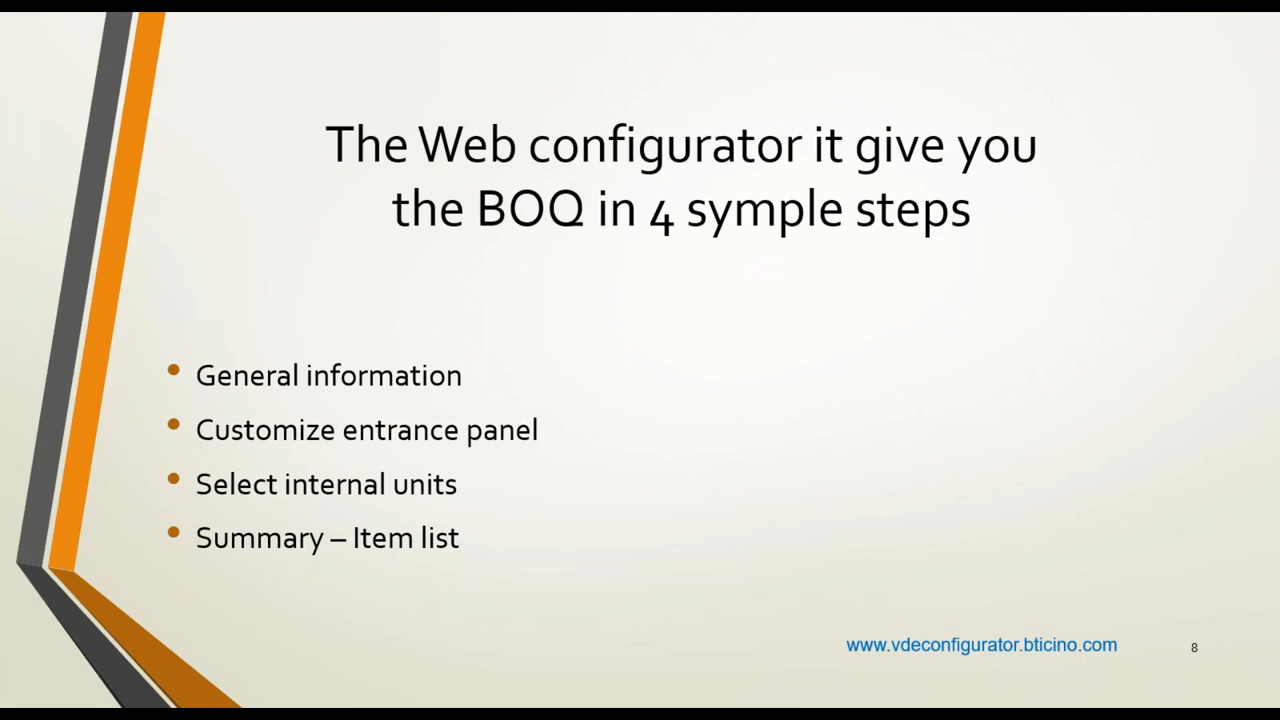 The Web configurator it give you
the BOQ in 4 symple steps
• General information
• Customize entrance panel
• Select internal units
• Summary – Item list
www.vdeconfigurator.bticino.com
8